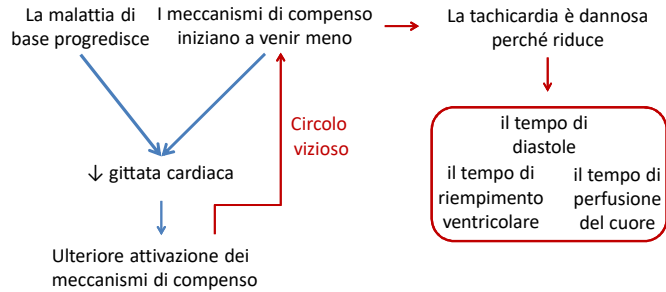 La malattia di
base progredisce
I meccanismi di compenso
iniziano a venir meno
La tachicardia è dannosa
perché riduce
Circolo
vizioso
il tempo di
diastole
il tempo di
riempimento
ventricolare
il tempo di
perfusione
del cuore
↓ gittata cardiaca
Ulteriore attivazione dei
meccanismi di compenso